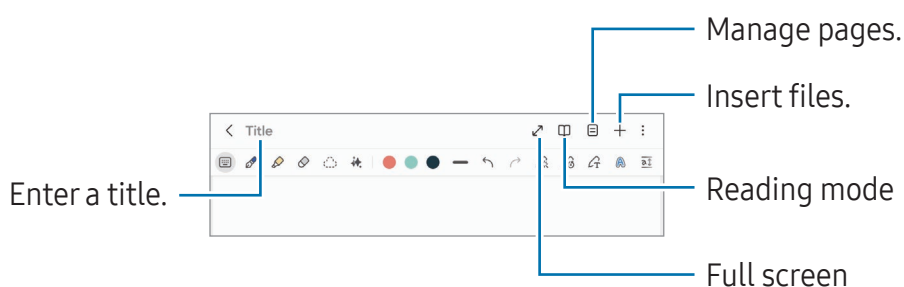 Manage pages.
Insert files.
Title
Enter a title.
Reading mode
Full screen